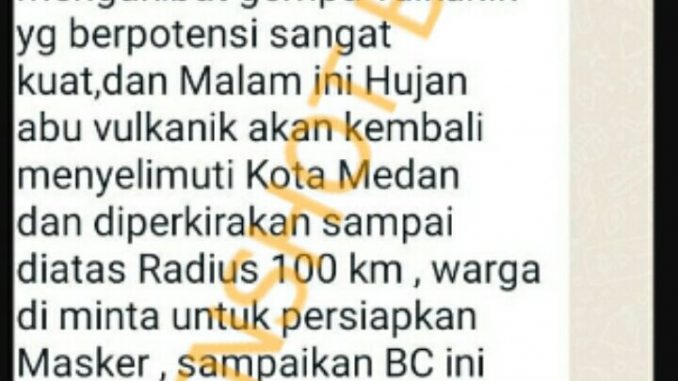 yg berpotensi sangat
kuat,dan Malam ini Hujan
abu vulkanik akan kembali
menyelimuti Kota Medan
dan diperkirakan sampai
diatas Radius 100 km , warga
di minta untuk persiapkan
Masker , sampaikan BC ini